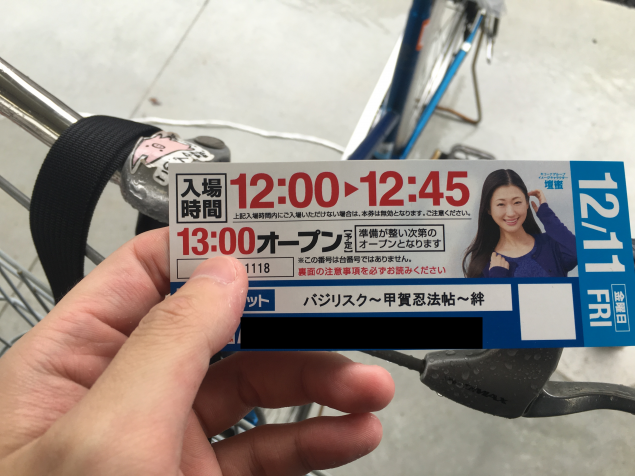 入場
時間
12:00▶12:45
上記入場時間内にご入場いただけない場合は、本券は無効となります。ご注意ください。
13:00オープン【予定】
準備が整い次第の
オープンとなります
※この番号は台番号ではありません。
1118
裏面の注意事項を必ずお読みください
ット
バジリスク〜甲賀忍法帖〜絆
壇蜜
12/11
金曜日
FRI